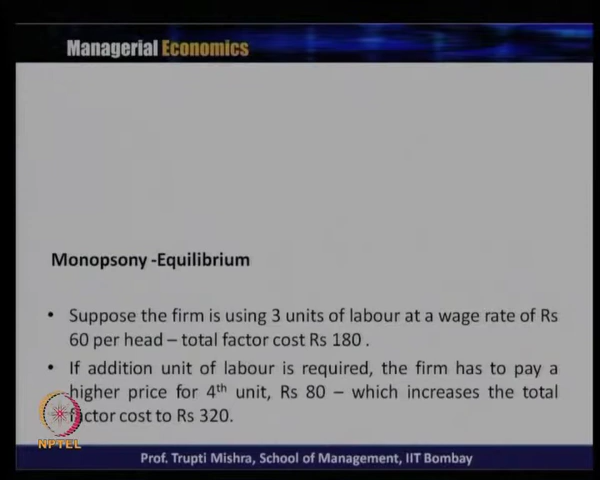 Managerial Economics
Monopsony -Equilibrium
• Suppose the firm is using 3 units of labour at a wage rate of Rs
60 per head – total factor cost Rs 180 .
• If addition unit of labour is required, the firm has to pay a
higher price for 4th unit, Rs 80 – which increases the total
factor cost to Rs 320.
NPTEL
Prof. Trupti Mishra, School of Management, IIT Bombay